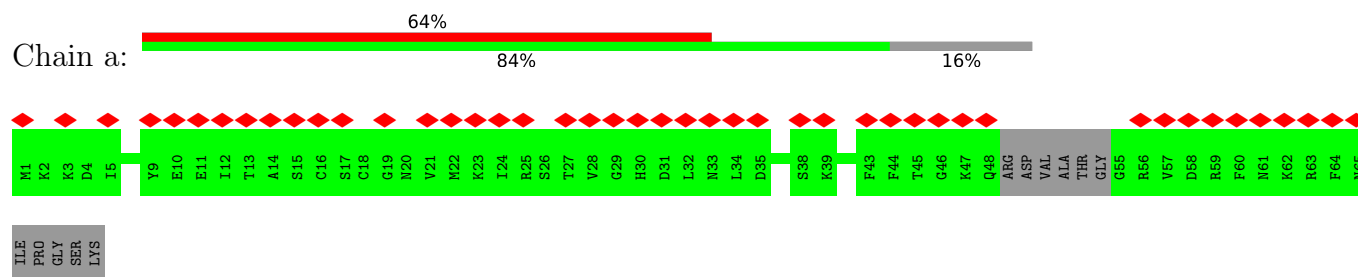 64%
Chain a:
84% 16%
M1 K2 K3 D4 I5 Y9 E10 E11 I12 T13 A14 S15 C16 S17 C18 G19 N20 V21 M22 K23 I24 R25 S26 T27 V28 G29 H30 D31 L32 N33 L34 D35 S38 K39 F43 F44 T45 G46 K47 Q48 ARG ASP VAL ALA THR GLY G55 R56 V57 D58 R59 F60 N61 K62 R63 F64
ILE PRO GLY SER LYS